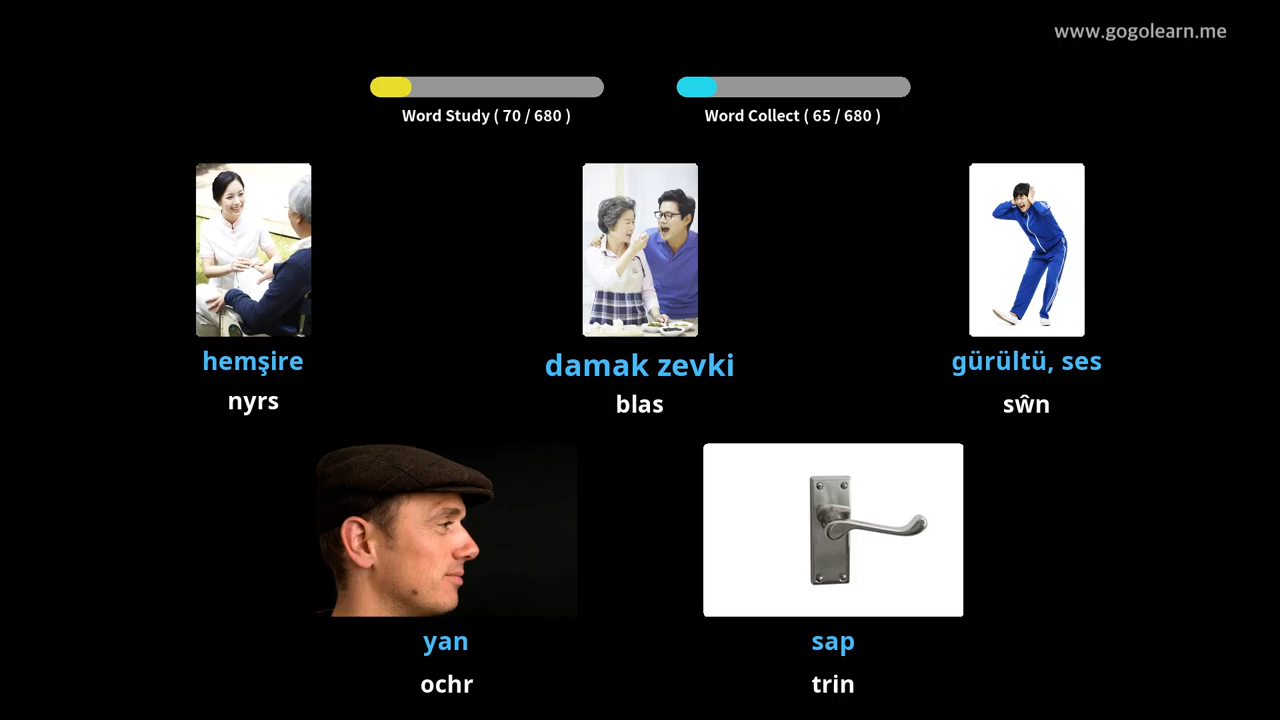 www.gogolearn.me
Word Study ( 70 / 680 )
Word Collect ( 65 / 680 )
hemşire
nyrs
damak zevki
blas
gürültü, ses
sŵn
yan
ochr
sap
trin